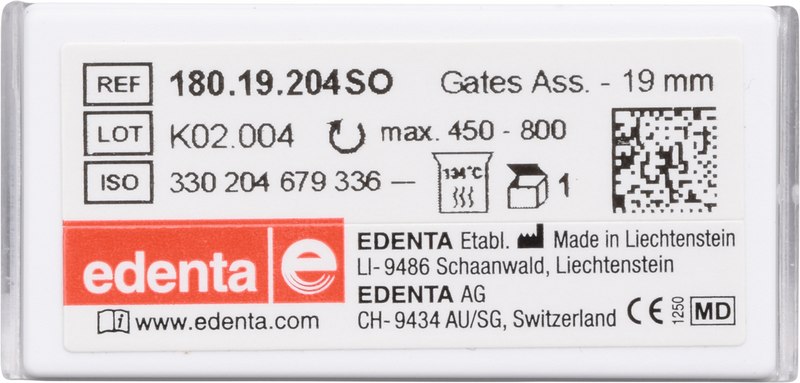 REF 180.19.204SO Gates Ass. - 19 mm
LOT K02.004 max. 450 - 800
ISO 330 204 679 336 — 134°C 1
edenta e
www.edenta.com
EDENTA Etabl. Made in Liechtenstein
LI- 9486 Schaanwald, Liechtenstein
EDENTA AG
CH- 9434 AU/SG, Switzerland CE 1250 MD